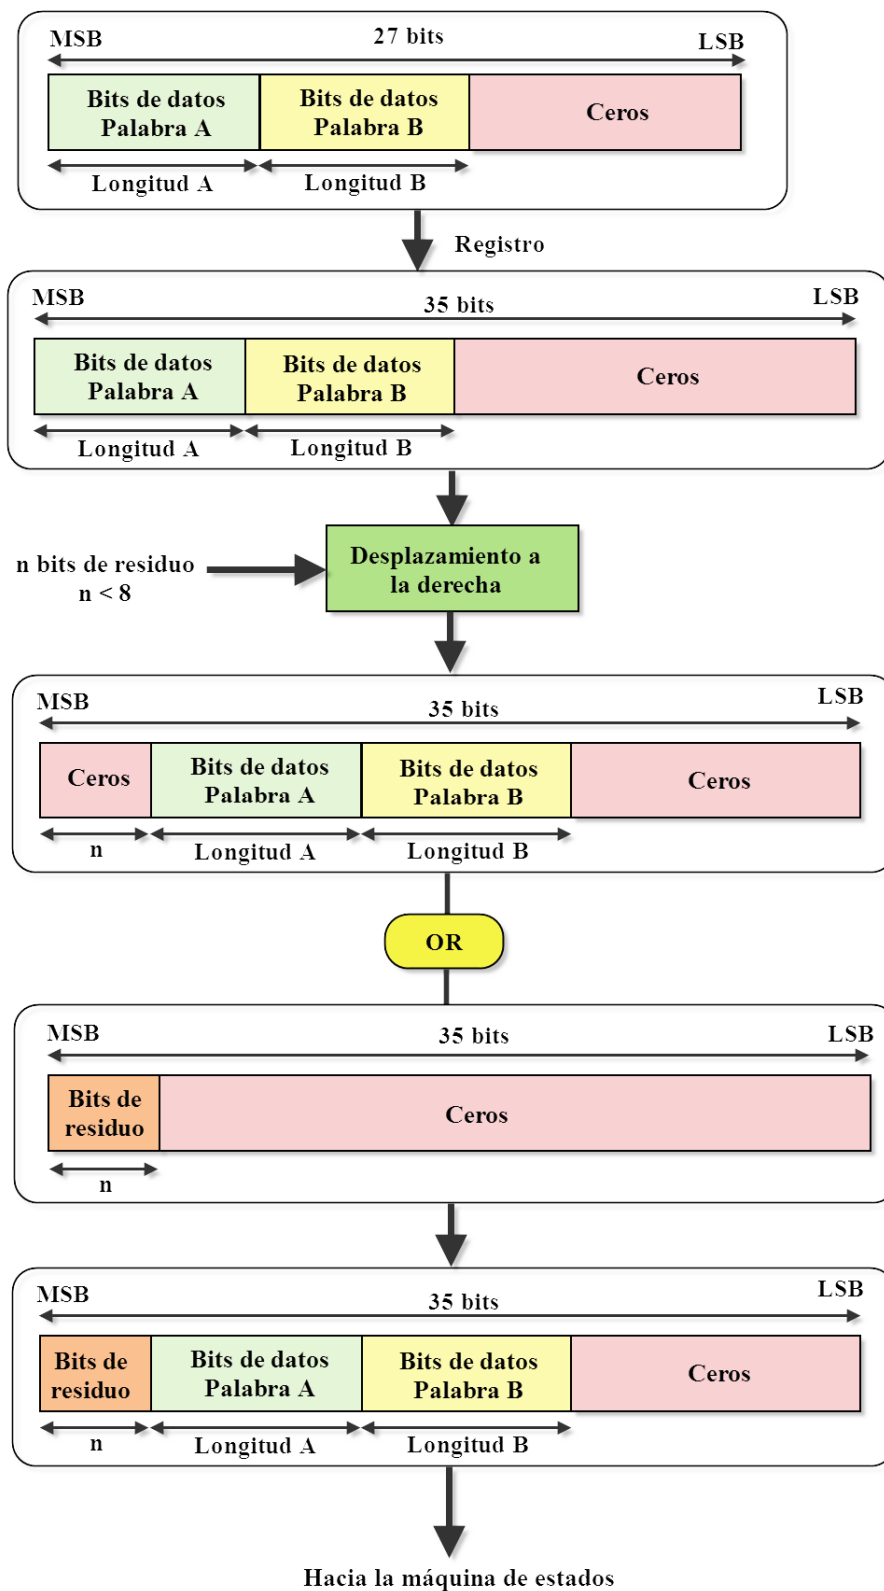 MSB 27 bits LSB
Bits de datos
Palabra A
Bits de datos
Palabra B
Ceros
Longitud A
Longitud B
Registro
MSB 35 bits LSB
Bits de datos
Palabra A
Bits de datos
Palabra B
Ceros
Longitud A
Longitud B
n bits de residuo
n < 8
Desplazamiento a
la derecha
MSB 35 bits LSB
Ceros
Bits de datos
Palabra A
Bits de datos
Palabra B
Ceros
n
Longitud A
Longitud B
OR
MSB 35 bits LSB
Bits de
residuo
Ceros
n
MSB 35 bits LSB
Bits de
residuo
Bits de datos
Palabra A
Bits de datos
Palabra B
Ceros
n
Longitud A
Longitud B
Hacia la máquina de estados